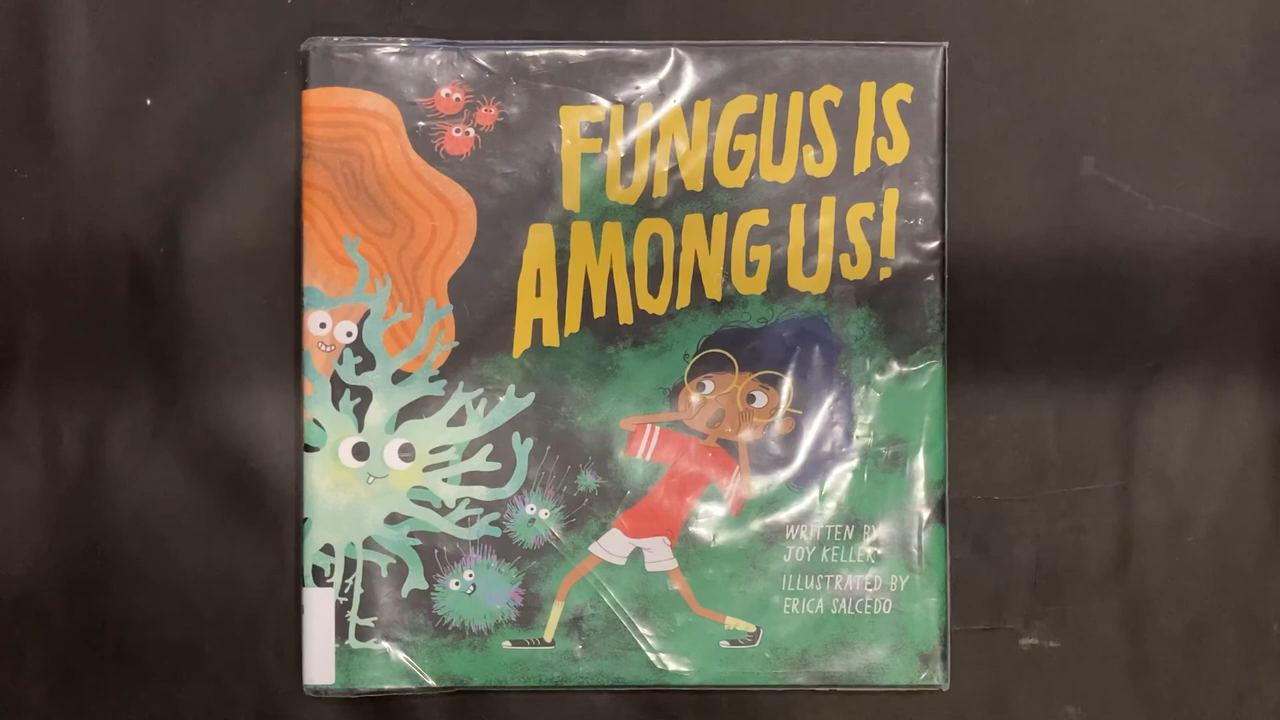 FUNGUS IS
AMONG US!
WRITTEN BY
JOY KELLER
ILLUSTRATED BY
ERICA SALCEDO